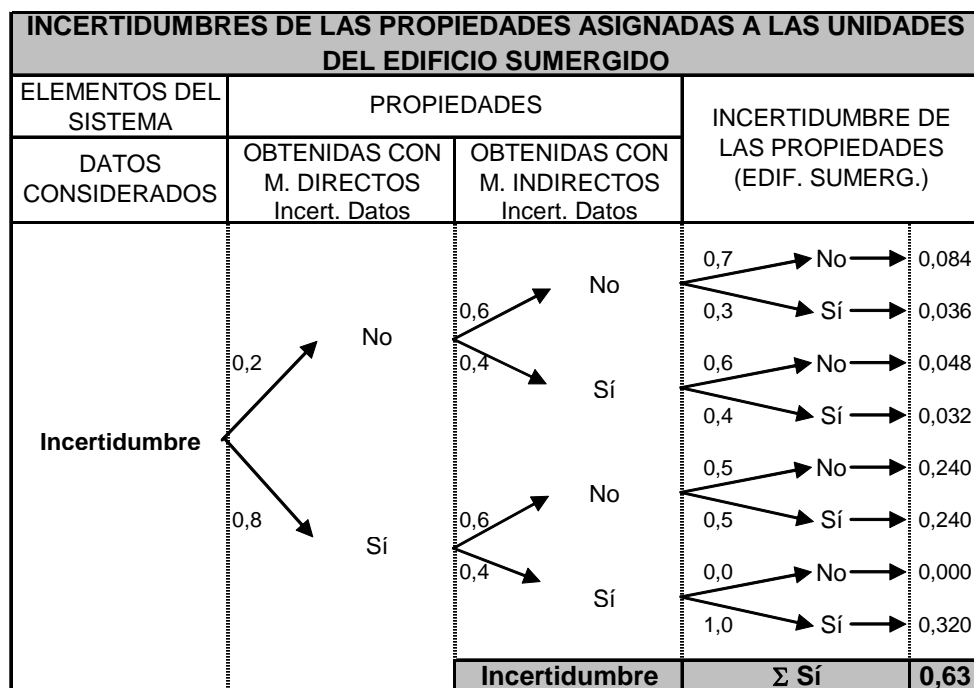 INCERTIDUMBRES DE LAS PROPIEDADES ASIGNADAS A LAS UNIDADES
DEL EDIFICIO SUMERGIDO
ELEMENTOS DEL
SISTEMA
PROPIEDADES
INCERTIDUMBRE DE
LAS PROPIEDADES
(EDIF. SUMERG.)
DATOS
CONSIDERADOS
OBTENIDAS CON
M. DIRECTOS
Incert. Datos
OBTENIDAS CON
M. INDIRECTOS
Incert. Datos
0,7 No 0,084
No
0,6
0,3 Sí 0,036
No
0,2
0,4
0,6 No 0,048
Sí
0,4 Sí 0,032
Incertidumbre
0,5 No 0,240
No
0,8
0,6
0,5 Sí 0,240
Sí
0,4
0,0 No 0,000
Sí
1,0 Sí 0,320
Incertidumbre Σ Sí 0,63